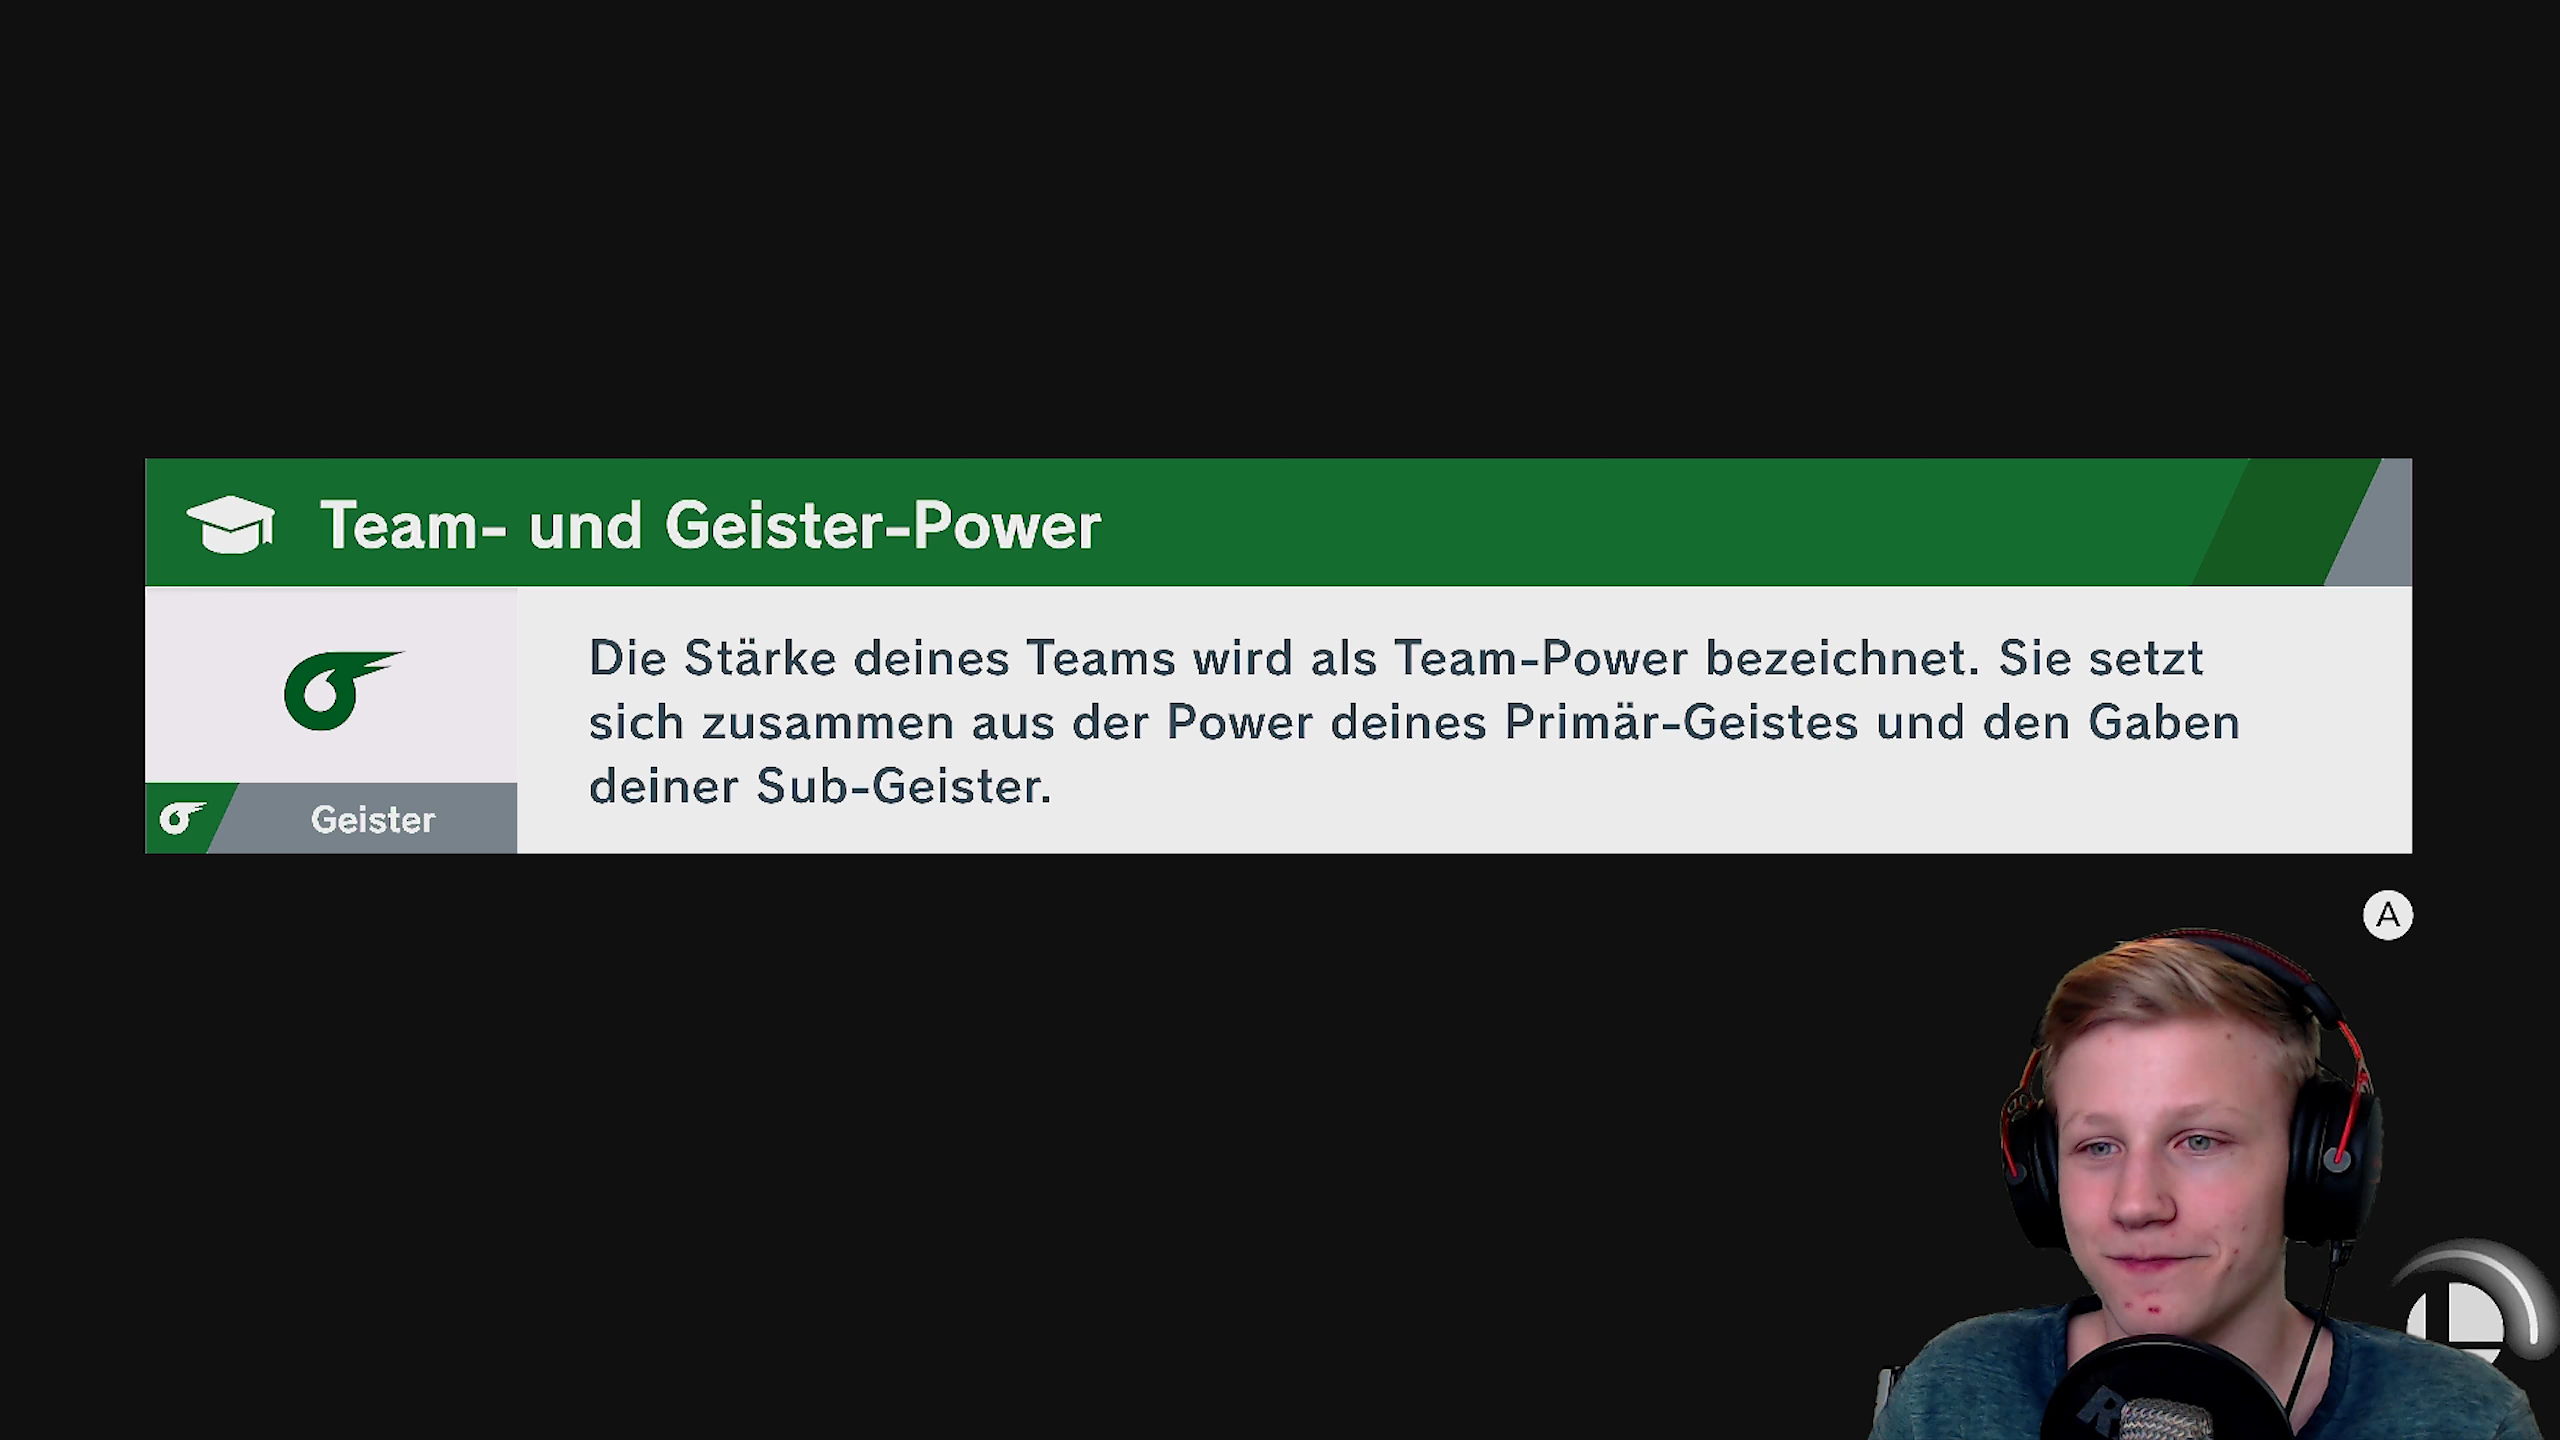 Team- und Geister-Power
Die Stärke deines Teams wird als Team-Power bezeichnet. Sie setzt
sich zusammen aus der Power deines Primär-Geistes und den Gaben
deiner Sub-Geister.
Geister
A